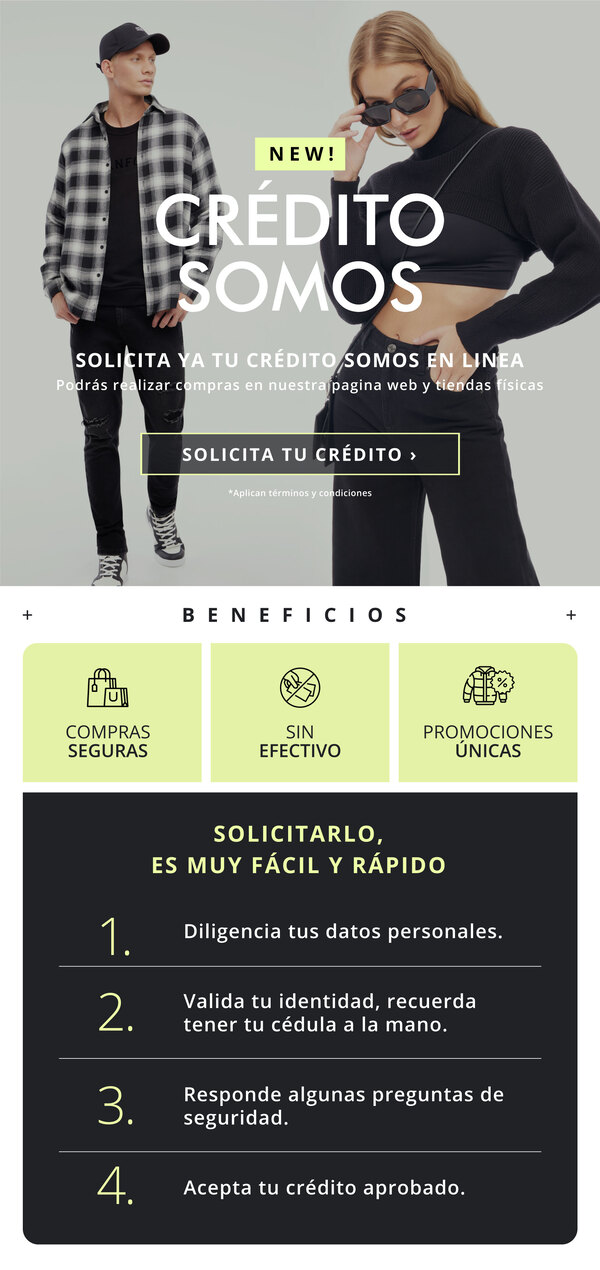 NEW!
CRÉDITO
SOMOS
SOLICITA YA TU CRÉDITO SOMOS EN LINEA
Podrás realizar compras en nuestra pagina web y tiendas físicas
SOLICITA TU CRÉDITO ›
*Aplican términos y condiciones
+ BENEFICIOS +
COMPRAS
SEGURAS
SIN
EFECTIVO
%
PROMOCIONES
ÚNICAS
SOLICITARLO,
ES MUY FÁCIL Y RÁPIDO
1. Diligencia tus datos personales.
2. Valida tu identidad, recuerda
tener tu cédula a la mano.
3. Responde algunas preguntas de
seguridad.
4. Acepta tu crédito aprobado.